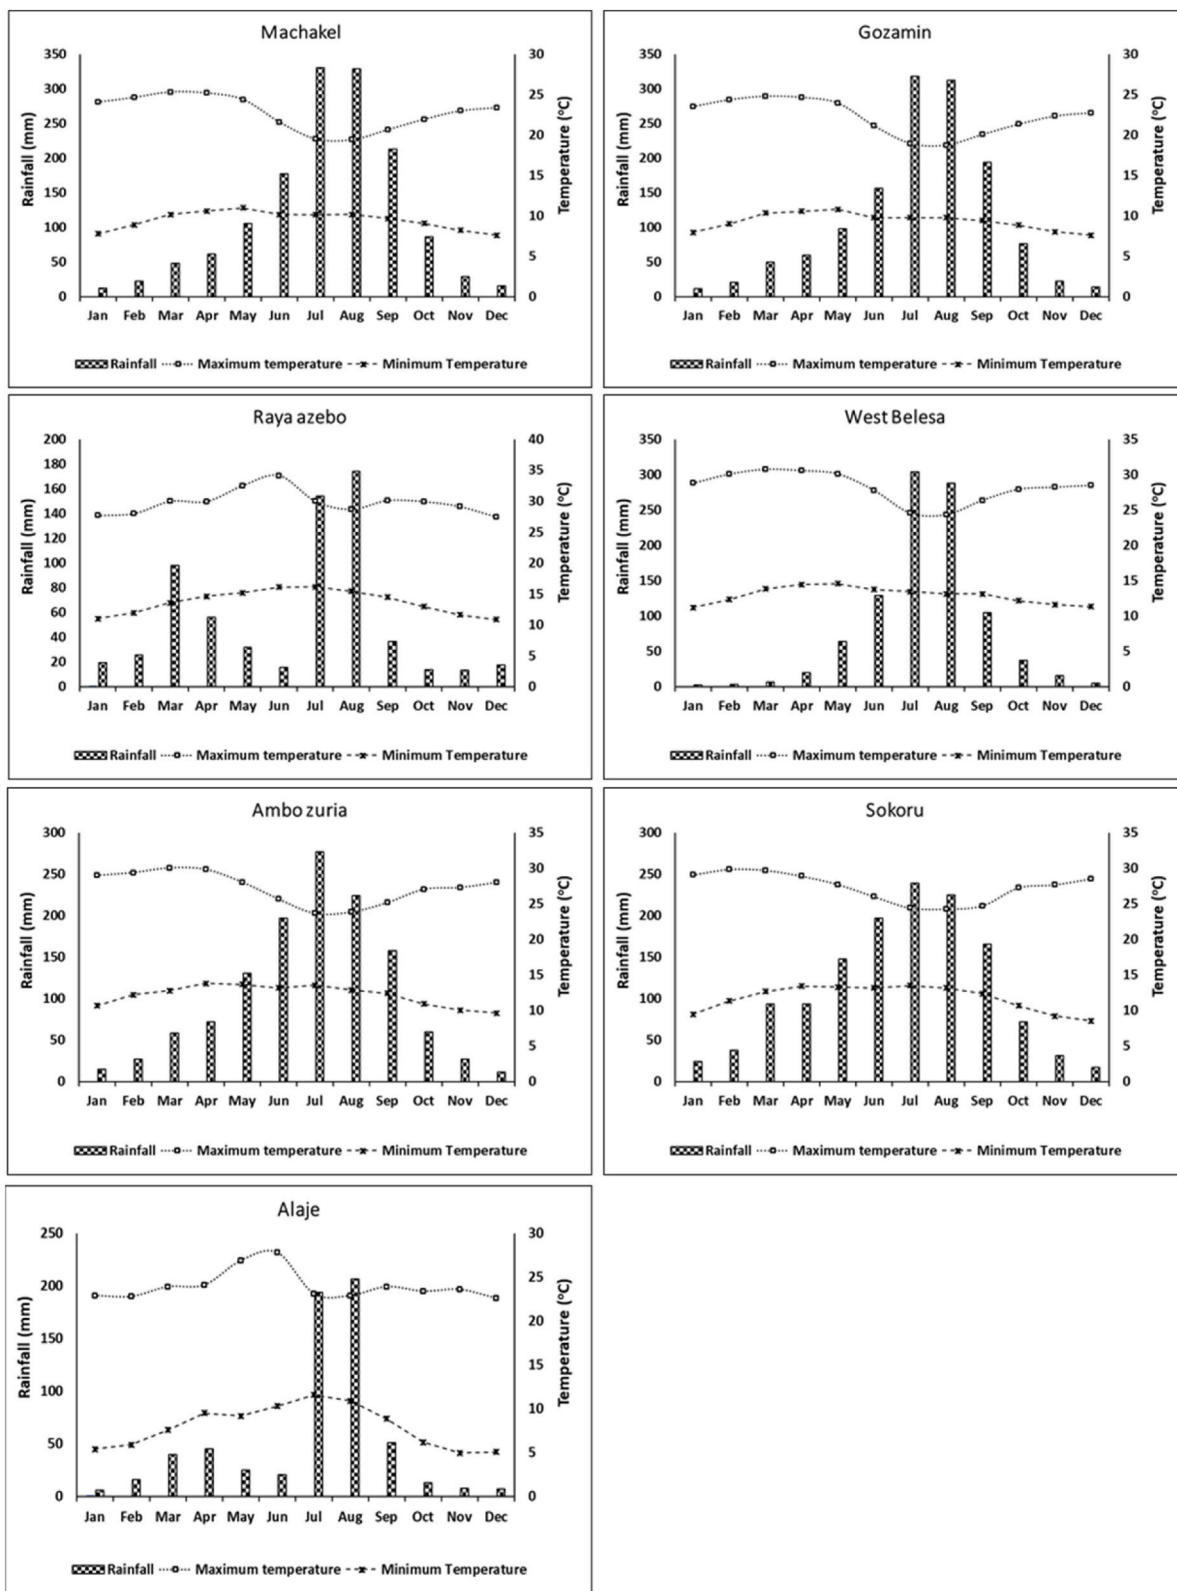 Machakel
350 30
300 25
250 20
200
150 15
100 10
50 5
0 0
Rainfall (mm)
Temperature (°C)
Jan Feb Mar Apr May Jun Jul Aug Sep Oct Nov Dec
Rainfall Maximum temperature Minimum Temperature
Gozamin
350 30
300 25
250 20
200
150 15
100 10
50 5
0 0
Rainfall (mm)
Temperature (°C)
Jan Feb Mar Apr May Jun Jul Aug Sep Oct Nov Dec
Rainfall Maximum temperature Minimum Temperature
Raya azebo
200 40
180 35
160 30
140
120 25
100 20
80 15
60
40 10
20 5
0 0
Rainfall (mm)
Temperature (°C)
Jan Feb Mar Apr May Jun Jul Aug Sep Oct Nov Dec
Rainfall Maximum temperature Minimum Temperature
West Belesa
350 35
300 30
250 25
200 20
150 15
100 10
50 5
0 0
Rainfall (mm)
Temperature (°C)
Jan Feb Mar Apr May Jun Jul Aug Sep Oct Nov Dec
Rainfall Maximum temperature Minimum Temperature
Ambo zuria
300 35
250 30
200 25
20
150 15
100 10
50 5
0 0
Rainfall (mm)
Temperature (°C)
Jan Feb Mar Apr May Jun Jul Aug Sep Oct Nov Dec
Rainfall Maximum temperature Minimum Temperature
Sokoru
300 35
250 30
200 25
20
150 15
100 10
50 5
0 0
Rainfall (mm)
Temperature (°C)
Jan Feb Mar Apr May Jun Jul Aug Sep Oct Nov Dec
Rainfall Maximum temperature Minimum Temperature
Alaje
250 30
200 25
20
150 15
100 10
50 5
0 0
Rainfall (mm)
Temperature (°C)
Jan Feb Mar Apr May Jun Jul Aug Sep Oct Nov Dec
Rainfall Maximum temperature Minimum Temperature